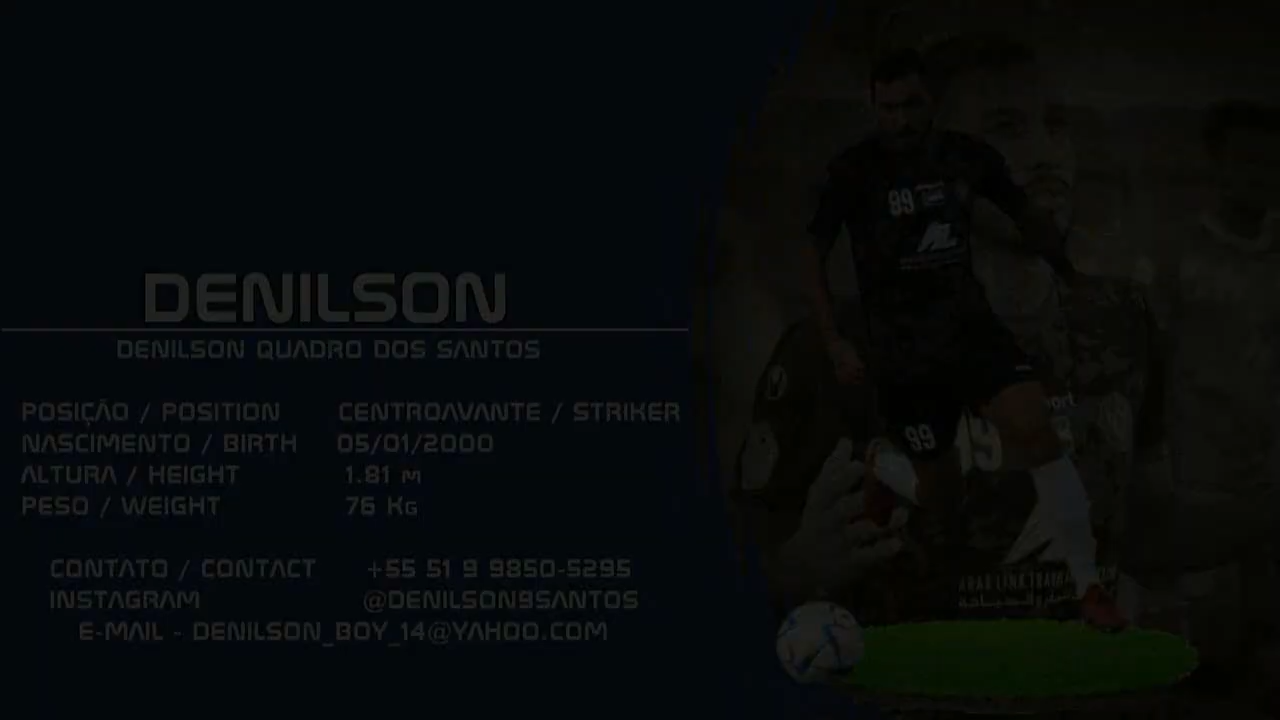 DENILSON
DENILSON QUADRO DOS SANTOS
POSIÇÃO / POSITION CENTROAVANTE / STRIKER
NASCIMENTO / BIRTH 05/01/2000
ALTURA / HEIGHT 1.81 M
PESO / WEIGHT 76 KG
CONTATO / CONTACT +55 51 9 9850-5295
INSTAGRAM @DENILSON9SANTOS
E-MAIL - DENILSON_BOY_14@YAHOO.COM
99
99
19